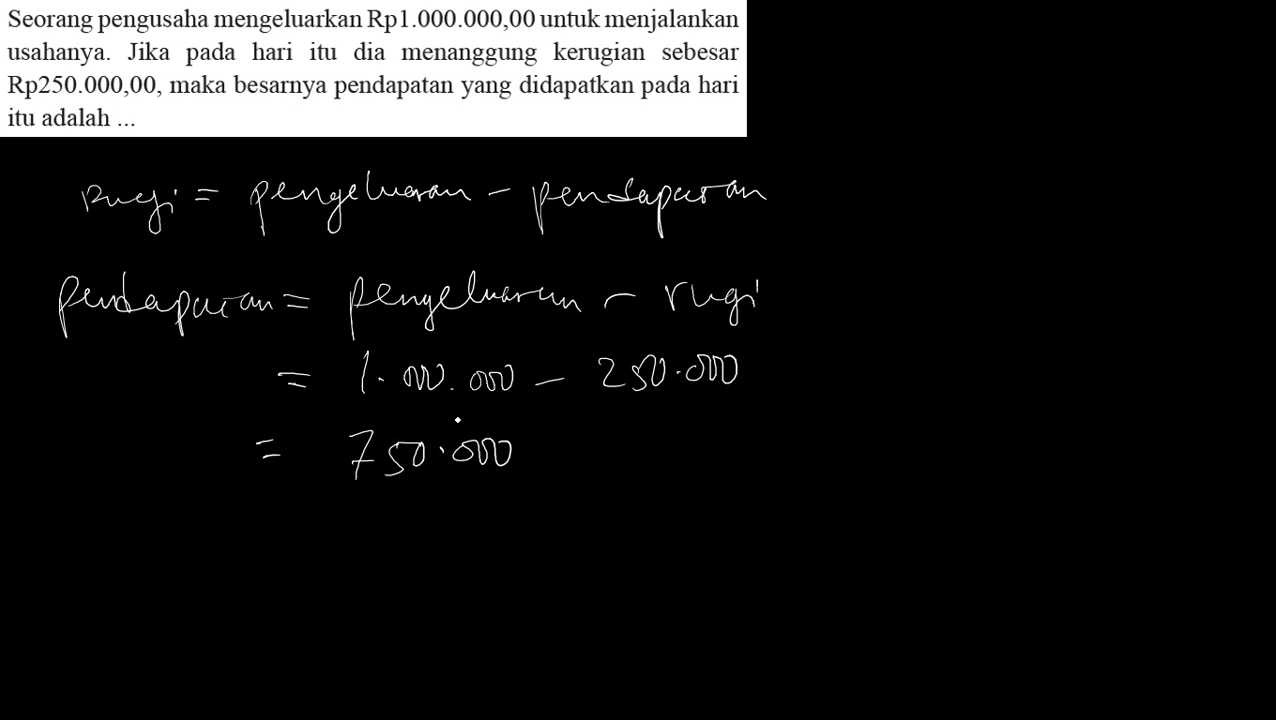 Seorang pengusaha mengeluarkan Rp1.000.000,00 untuk menjalankan
usahanya. Jika pada hari itu dia menanggung kerugian sebesar
Rp250.000,00, maka besarnya pendapatan yang didapatkan pada hari
itu adalah ...
Rugi = pengeluaran - pendapatan
pendapatan = pengeluaran - rugi
= 1.000.000 - 250.000
= 750.000